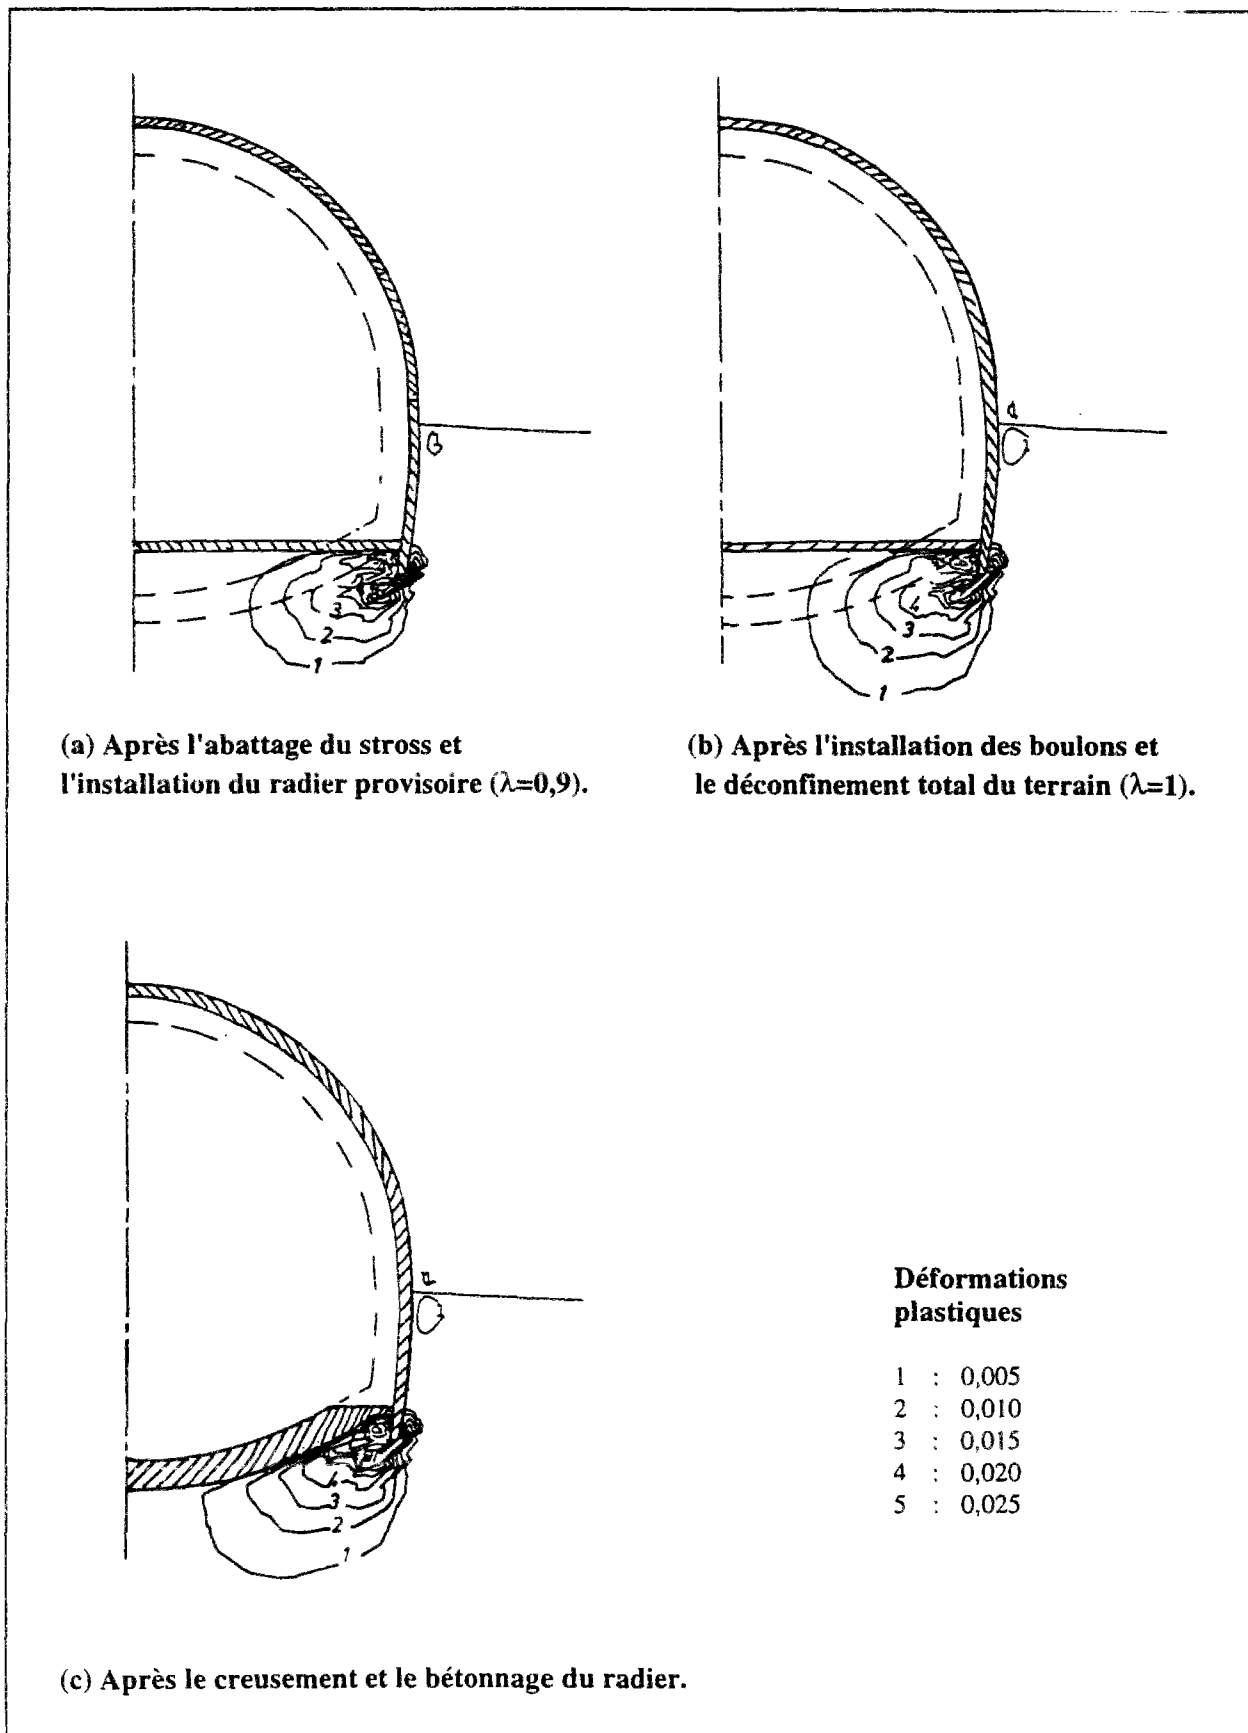 3
2
1
4
3
2
1
(a) Après l'abattage du stross et
l'installation du radier provisoire (λ=0,9).
(b) Après l'installation des boulons et
le déconfinement total du terrain (λ=1).
4
3
2
1
Déformations
plastiques
1 : 0,005
2 : 0,010
3 : 0,015
4 : 0,020
5 : 0,025
(c) Après le creusement et le bétonnage du radier.